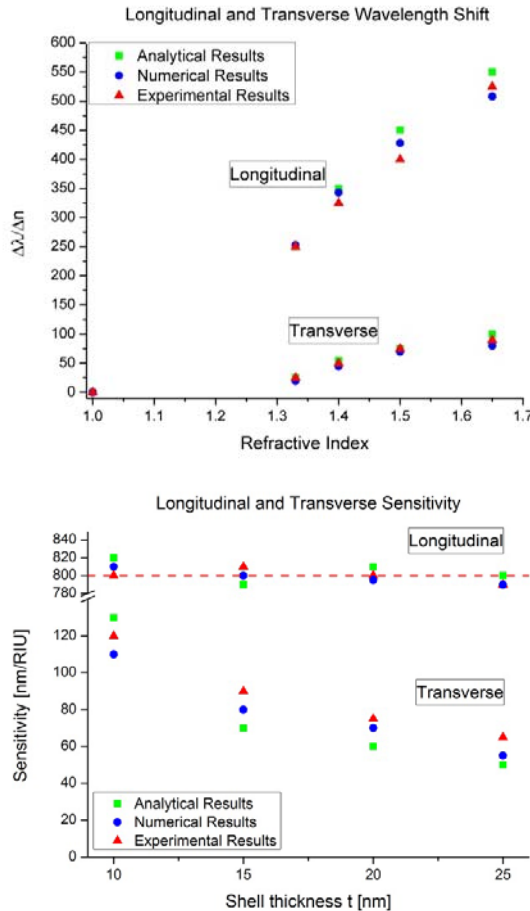 Longitudinal and Transverse Wavelength Shift
600
550
500
450
400
350
300
250
200
150
100
50
0
Δλ/Δn
Analytical Results
Numerical Results
Experimental Results
Longitudinal
Transverse
1.0 1.1 1.2 1.3 1.4 1.5 1.6 1.7
Refractive Index
Longitudinal and Transverse Sensitivity
840
820
800
780
120
100
80
60
40
20
0
Sensitivity [nm/RIU]
Longitudinal
Transverse
Analytical Results
Numerical Results
Experimental Results
10 15 20 25
Shell thickness t [nm]